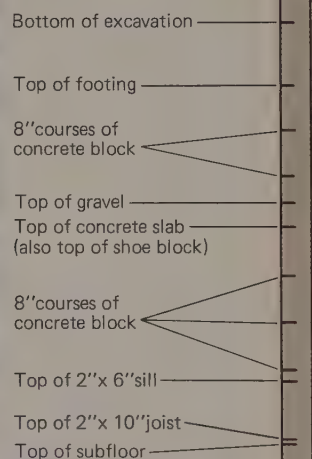 Bottom of excavation
Top of footing
8"courses of
concrete block
Top of gravel
Top of concrete slab
(also top of shoe block)
8"courses of
concrete block
Top of 2"x 6"sill
Top of 2"x 10"joist
Top of subfloor